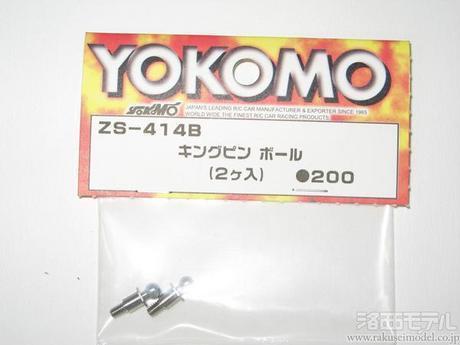 YOKOMO
YOKOMO
JAPAN'S LEADING R/C CAR MANUFACTURER & EXPORTER SINCE 1965
WORLD WIDE, THE FINEST R/C CAR RACING PRODUCTS.
ZS-414B
キングピン ボール
(2ヶ入) ●200
洛西モデル
www.rakuseimodel.co.jp